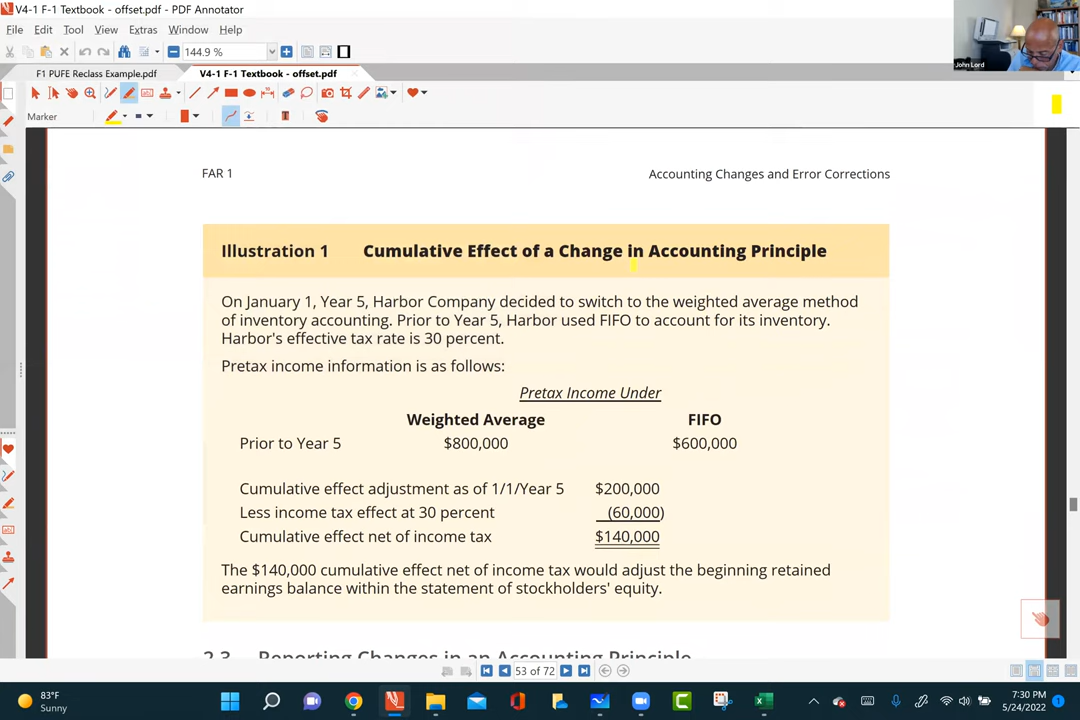 V4-1 F-1 Textbook - offset.pdf - PDF Annotator
File Edit Tool View Extras Window Help
144.9 %
F1 PUFE Reclass Example.pdf V4-1 F-1 Textbook - offset.pdf
Marker
John Lord
FAR 1 Accounting Changes and Error Corrections
Illustration 1 Cumulative Effect of a Change in Accounting Principle
On January 1, Year 5, Harbor Company decided to switch to the weighted average method
of inventory accounting. Prior to Year 5, Harbor used FIFO to account for its inventory.
Harbor's effective tax rate is 30 percent.
Pretax income information is as follows:
Pretax Income Under
Weighted Average FIFO
Prior to Year 5 $800,000 $600,000
Cumulative effect adjustment as of 1/1/Year 5 $200,000
Less income tax effect at 30 percent (60,000)
Cumulative effect net of income tax $140,000
The $140,000 cumulative effect net of income tax would adjust the beginning retained
earnings balance within the statement of stockholders' equity.
2.3 Reporting Changes in an Accounting Principle
53 of 72
83°F
Sunny
7:30 PM
5/24/2022